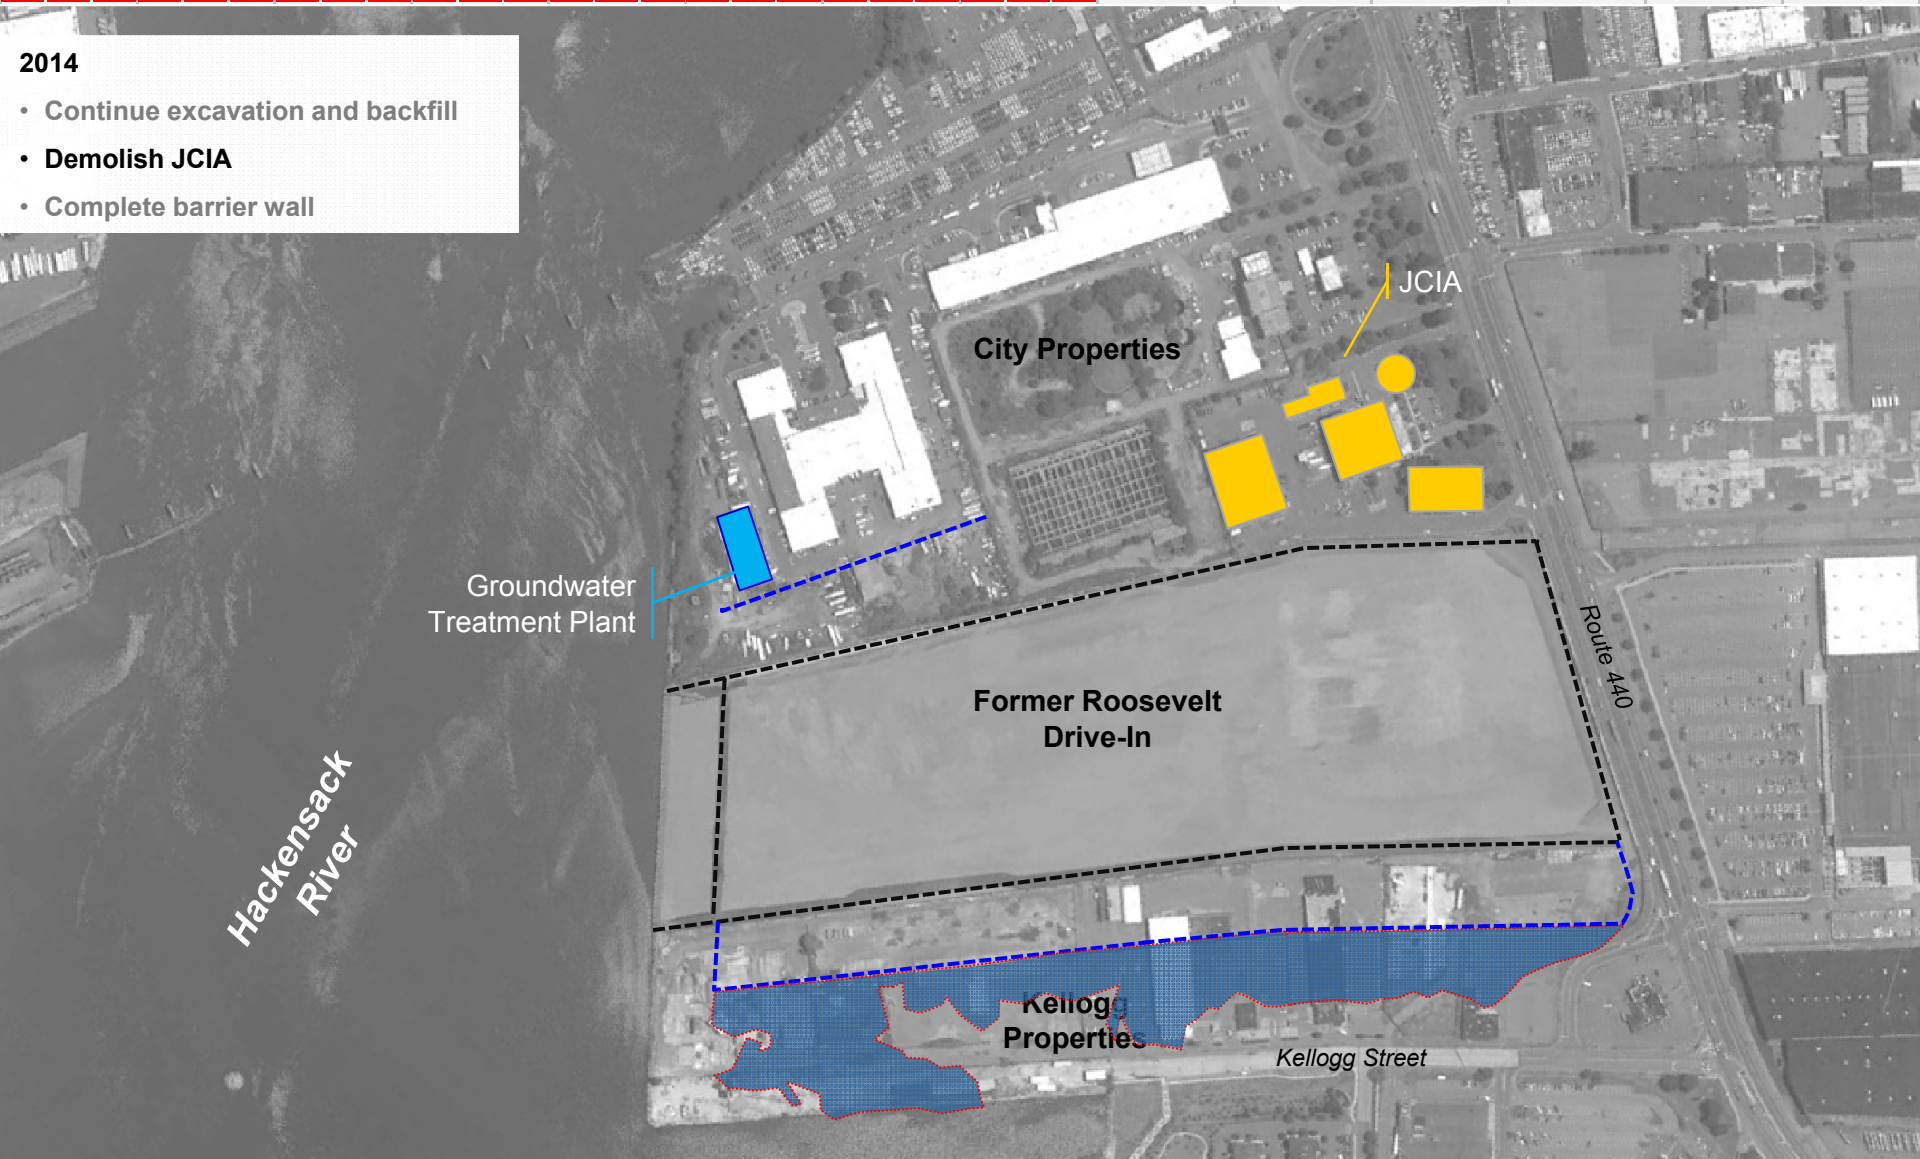 2014
• Continue excavation and backfill
• Demolish JCIA
• Complete barrier wall
JCIA
City Properties
Groundwater
Treatment Plant
Route 440
Former Roosevelt
Drive-In
Hackensack
River
Kellogg
Properties
Kellogg Street